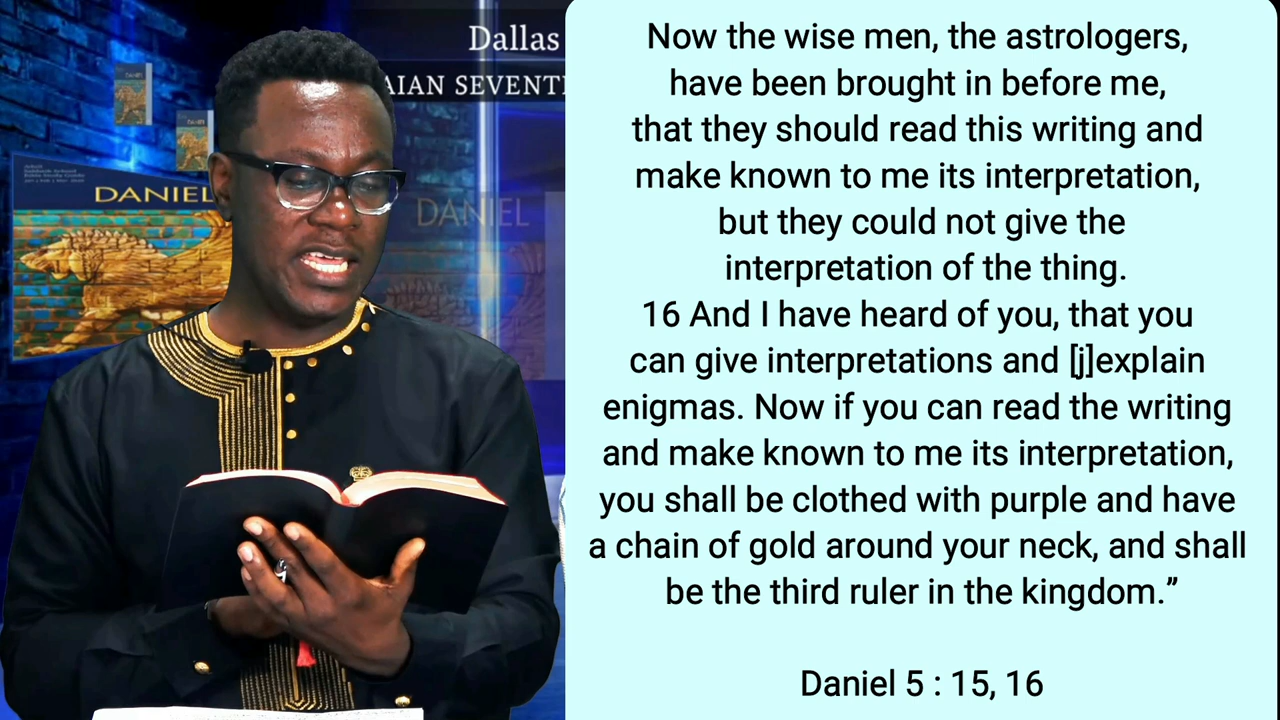 Dallas
AIAN SEVENT
DANIEL
DANIEL
Now the wise men, the astrologers,
have been brought in before me,
that they should read this writing and
make known to me its interpretation,
but they could not give the
interpretation of the thing.
16 And I have heard of you, that you
can give interpretations and [j]explain
enigmas. Now if you can read the writing
and make known to me its interpretation,
you shall be clothed with purple and have
a chain of gold around your neck, and shall
be the third ruler in the kingdom.”
Daniel 5 : 15, 16